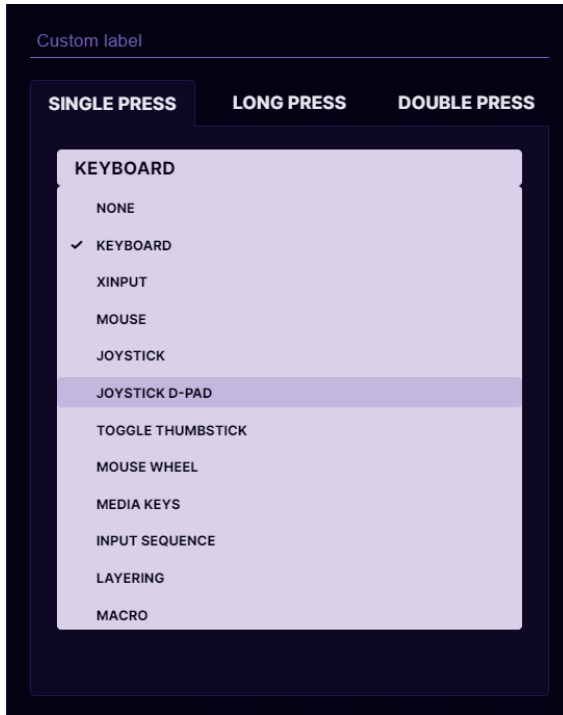 Custom label
SINGLE PRESS LONG PRESS DOUBLE PRESS
KEYBOARD
NONE
KEYBOARD
XINPUT
MOUSE
JOYSTICK
JOYSTICK D-PAD
TOGGLE THUMBSTICK
MOUSE WHEEL
MEDIA KEYS
INPUT SEQUENCE
LAYERING
MACRO